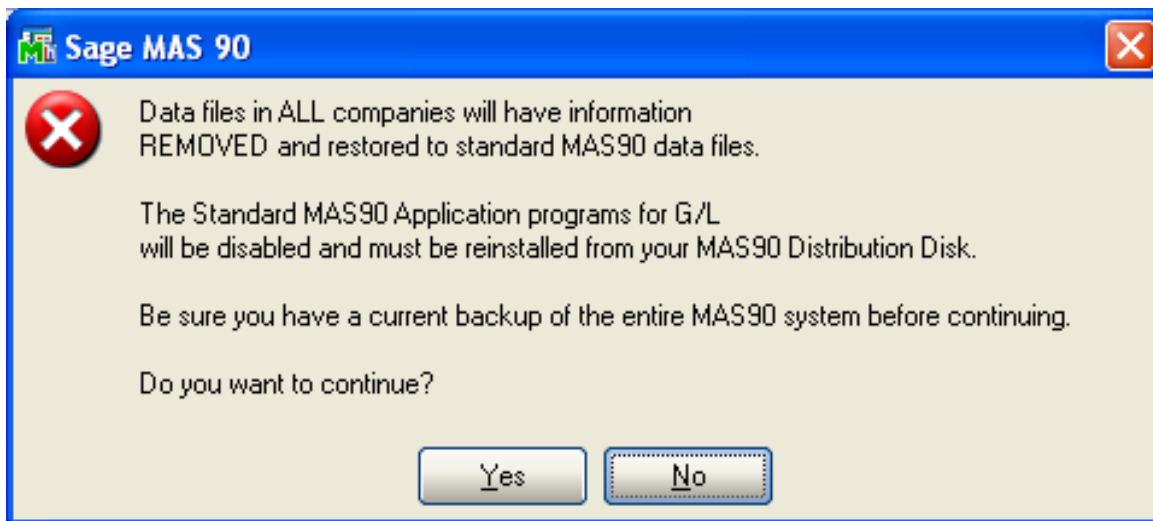 Sage MAS 90
Data files in ALL companies will have information
REMOVED and restored to standard MAS90 data files.
The Standard MAS90 Application programs for G/L
will be disabled and must be reinstalled from your MAS90 Distribution Disk.
Be sure you have a current backup of the entire MAS90 system before continuing.
Do you want to continue?
Yes No